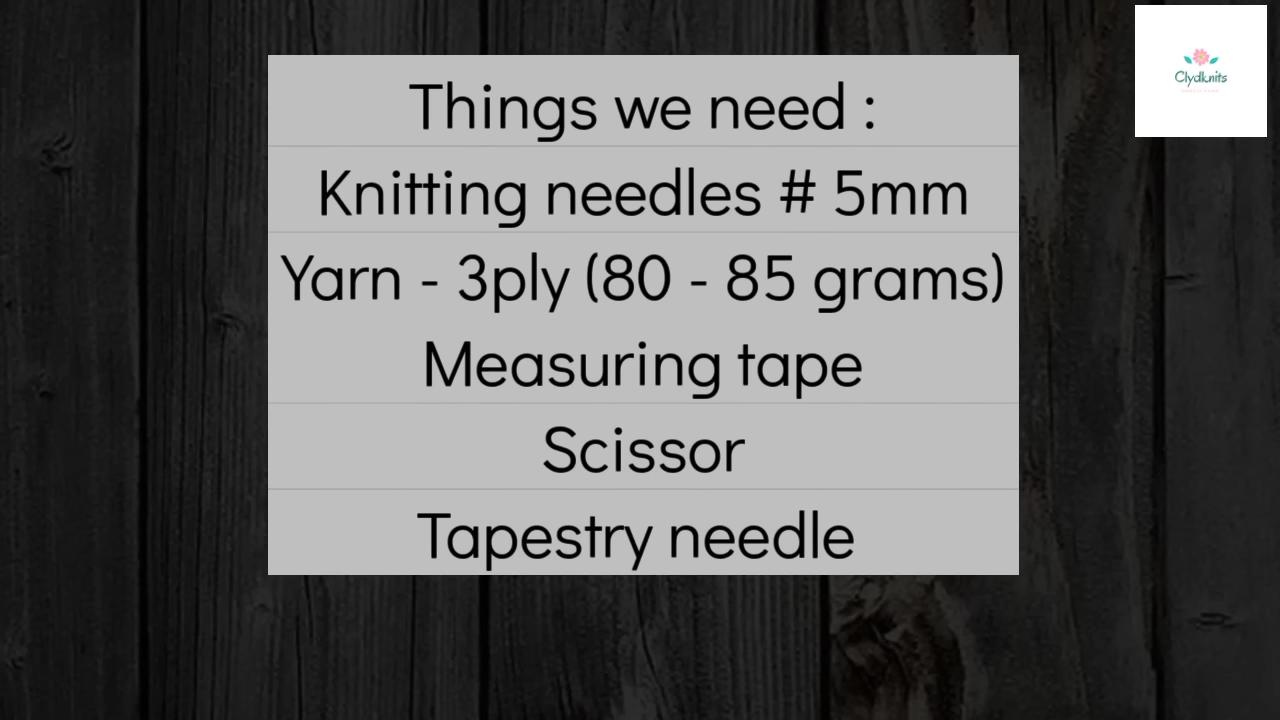 Clydknits
Things we need :
Knitting needles # 5mm
Yarn - 3ply (80 - 85 grams)
Measuring tape
Scissor
Tapestry needle